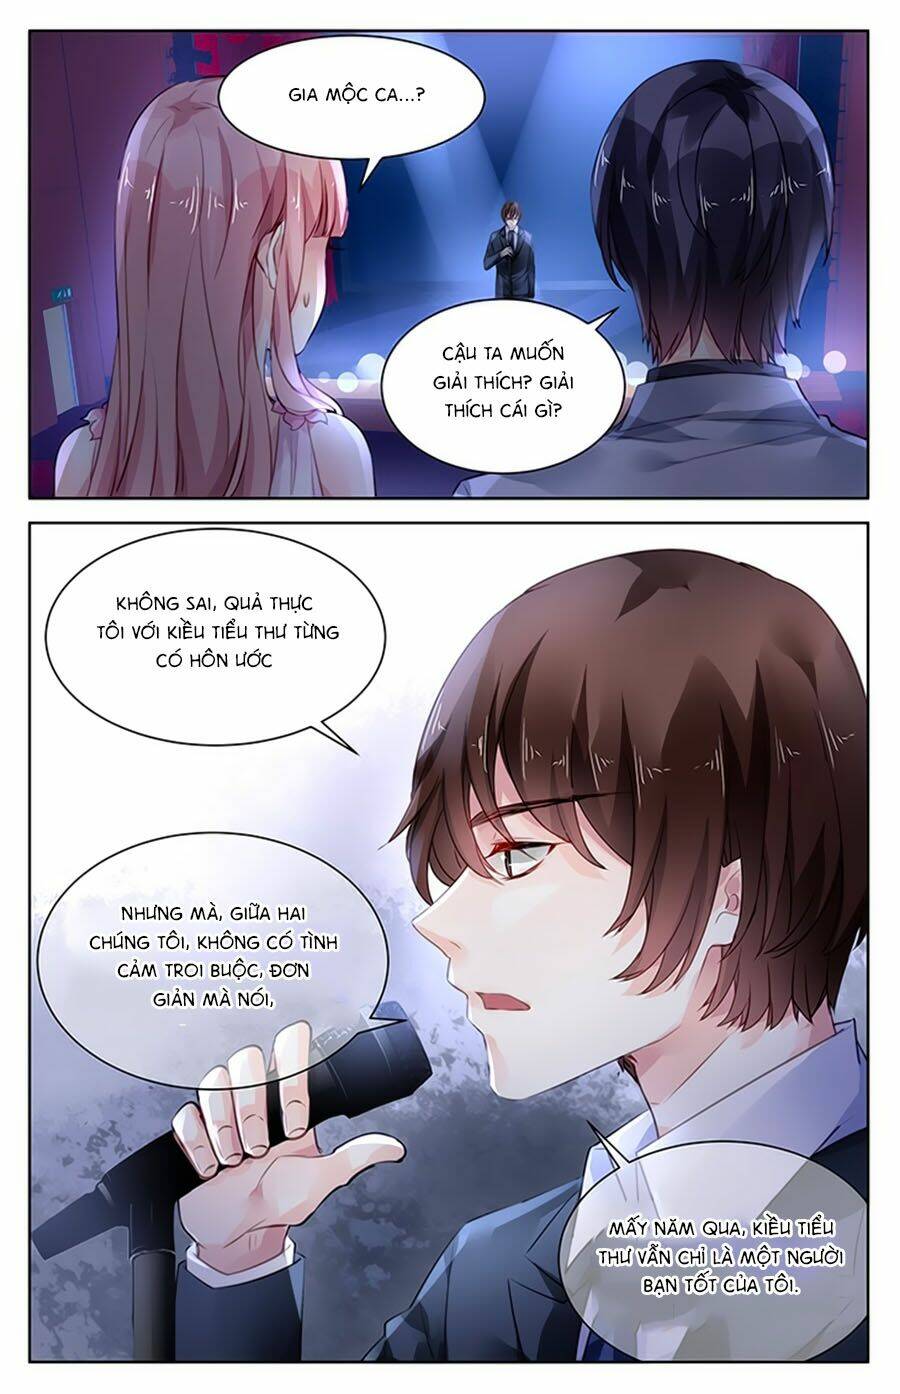 GIA MỘC CA...?
CẬU TA MUỐN
GIẢI THÍCH? GIẢI
THÍCH CÁI GÌ?
KHÔNG SAI, QUẢ THỰC
TÔI VỚI KIỀU TIỂU THƯ TỪNG
CÓ HÔN ƯỚC
NHƯNG MÀ, GIỮA HAI
CHÚNG TÔI, KHÔNG CÓ TÌNH
CẢM TROI BUỘC, ĐƠN
GIẢN MÀ NÓI,
MẤY NĂM QUA, KIỀU TIỂU
THƯ VẪN CHỈ LÀ MỘT NGƯỜI
BẠN TỐT CỦA TÔI.